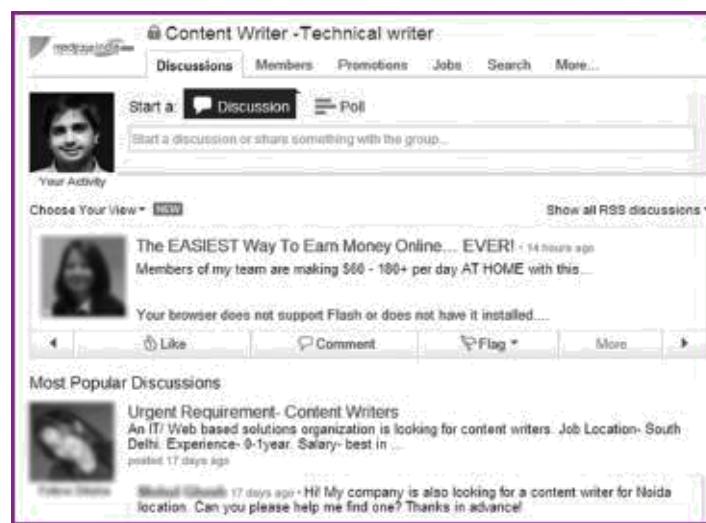 Content Writer -Technical writer
Discussions Members Promotions Jobs Search More...
Start a: Discussion Poll
Start a discussion or share something with the group...
Your Activity
Choose Your View NEW
Show all RSS discussions
The EASIEST Way To Earn Money Online... EVER! • 14 hours ago
Members of my team are making $60 - 180+ per day AT HOME with this...
Your browser does not support Flash or does not have it installed....
Like Comment Flag More
Most Popular Discussions
Urgent Requirement- Content Writers
An IT/ Web based solutions organization is looking for content writers. Job Location- South
Delhi. Experience- 0-1year. Salary- best in ...
posted 17 days ago
17 days ago • Hi! My company is also looking for a content writer for Noida
location. Can you please help me find one? Thanks in advance!